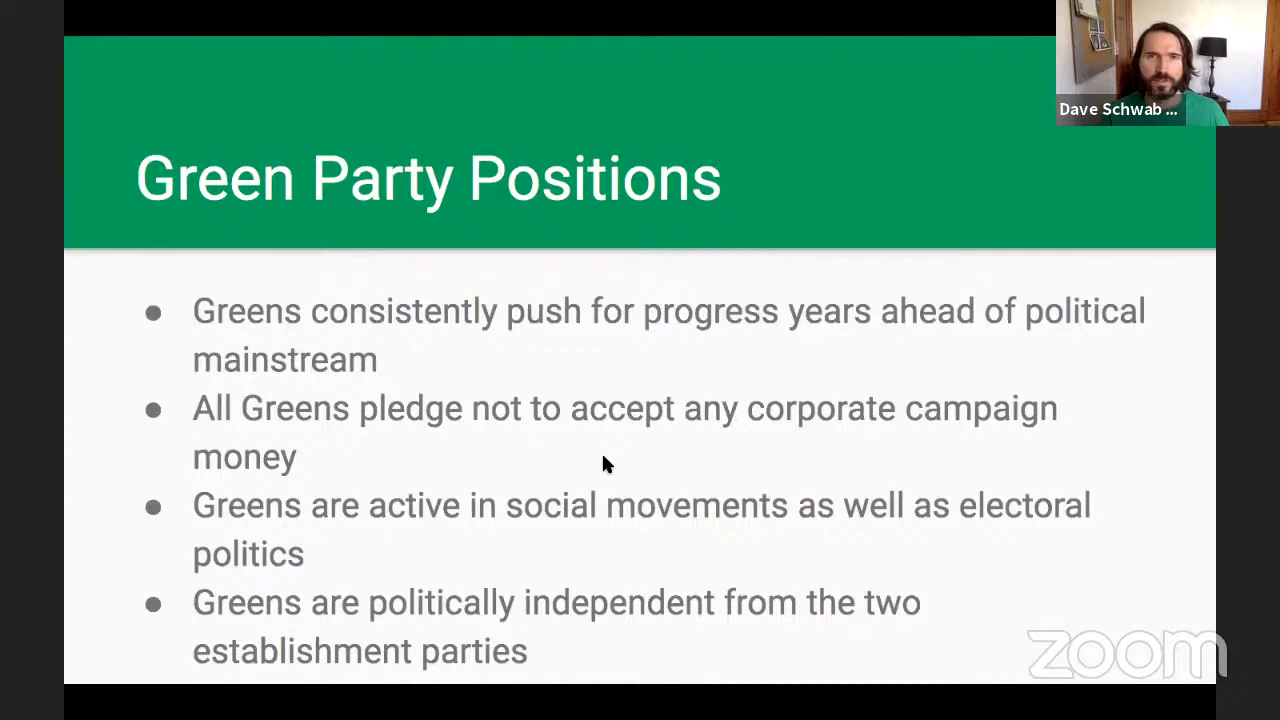 Dave Schwab ...
Green Party Positions
● Greens consistently push for progress years ahead of political
mainstream
● All Greens pledge not to accept any corporate campaign
money
● Greens are active in social movements as well as electoral
politics
● Greens are politically independent from the two
establishment parties
zoom